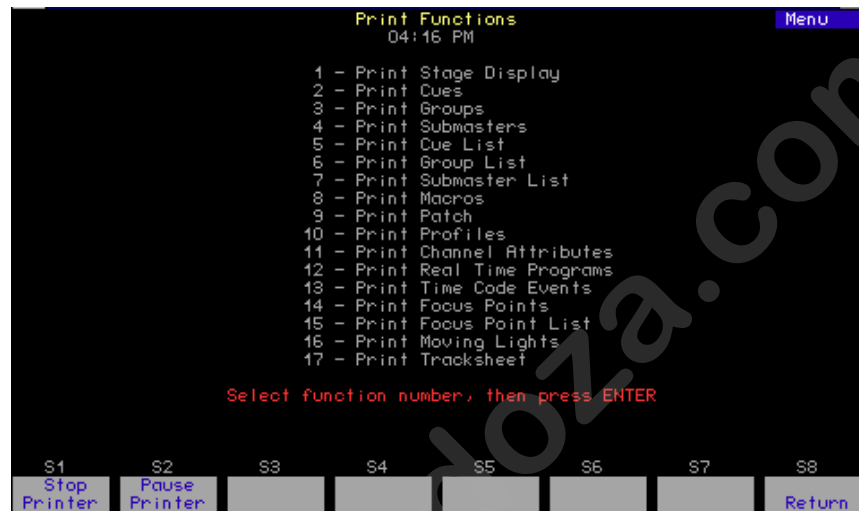 Print Functions
Menu
04:16 PM
1 - Print Stage Display
2 - Print Cues
3 - Print Groups
4 - Print Submasters
5 - Print Cue List
6 - Print Group List
7 - Print Submaster List
8 - Print Macros
9 - Print Patch
10 - Print Profiles
11 - Print Channel Attributes
12 - Print Real Time Programs
13 - Print Time Code Events
14 - Print Focus Points
15 - Print Focus Point List
16 - Print Moving Lights
17 - Print Tracksheet
Select function number, then press ENTER
S1 S2 S3 S4 S5 S6 S7 S8
Stop Pause
Printer Printer Return
doza.com